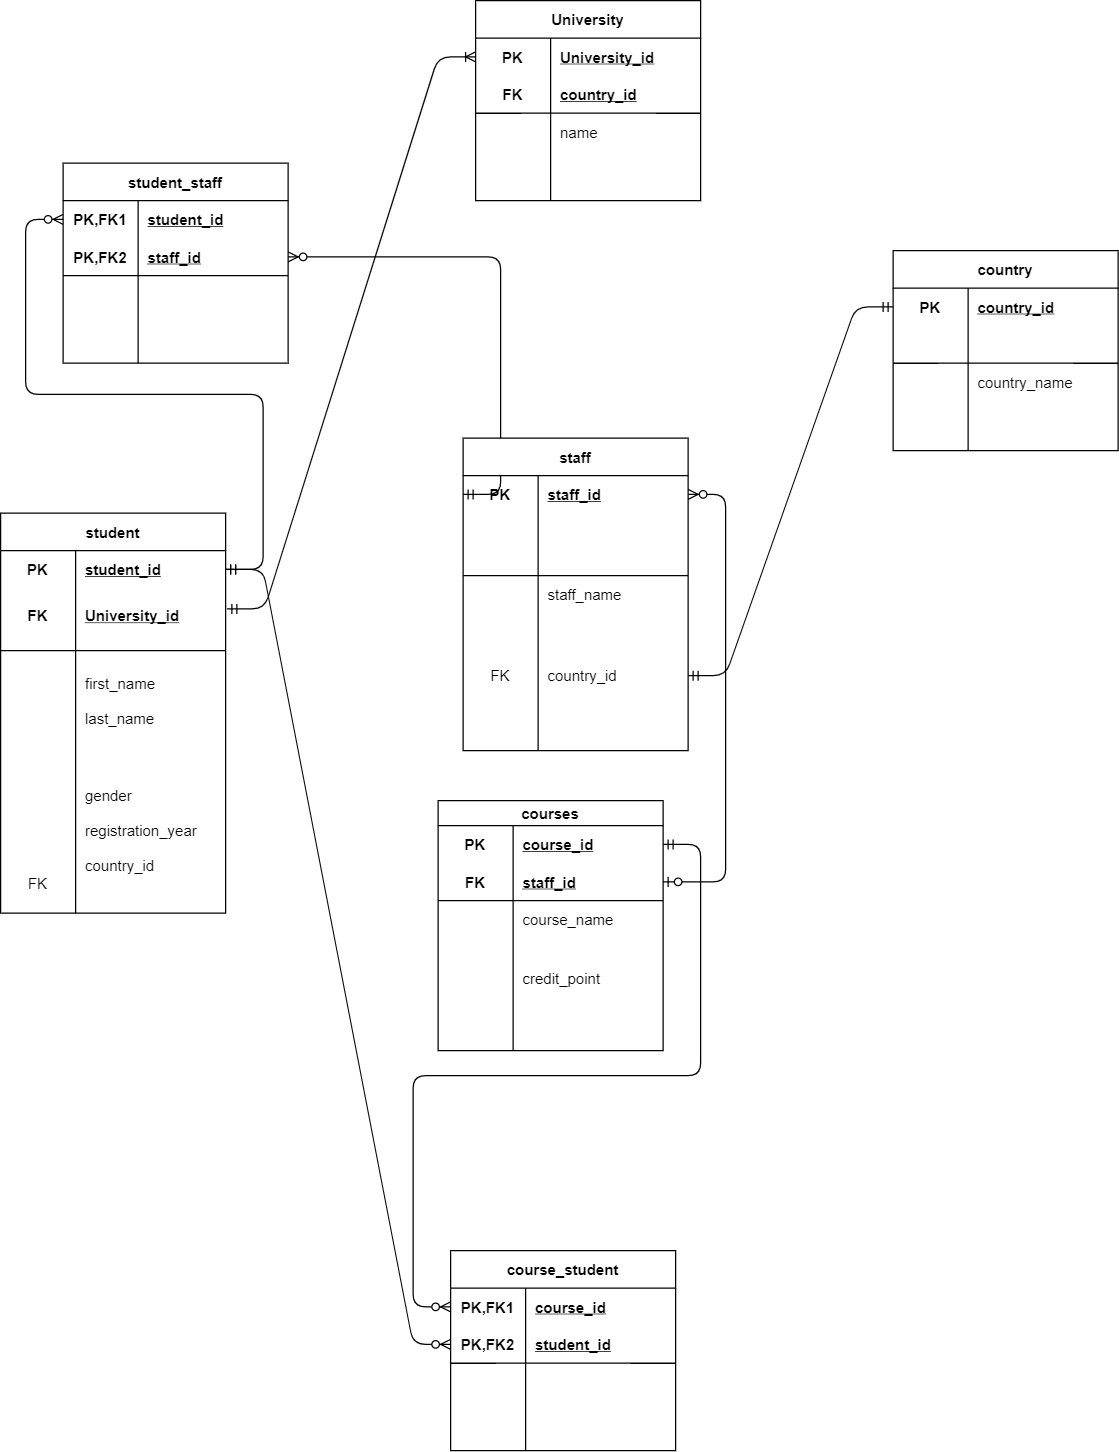 University
PK University_id
FK country_id
name
student_staff
PK,FK1 student_id
PK,FK2 staff_id
country
PK country_id
country_name
staff
PK staff_id
staff_name
FK country_id
student
PK student_id
FK University_id
first_name
last_name
gender
registration_year
country_id
FK
courses
PK course_id
FK staff_id
course_name
credit_point
course_student
PK,FK1 course_id
PK,FK2 student_id